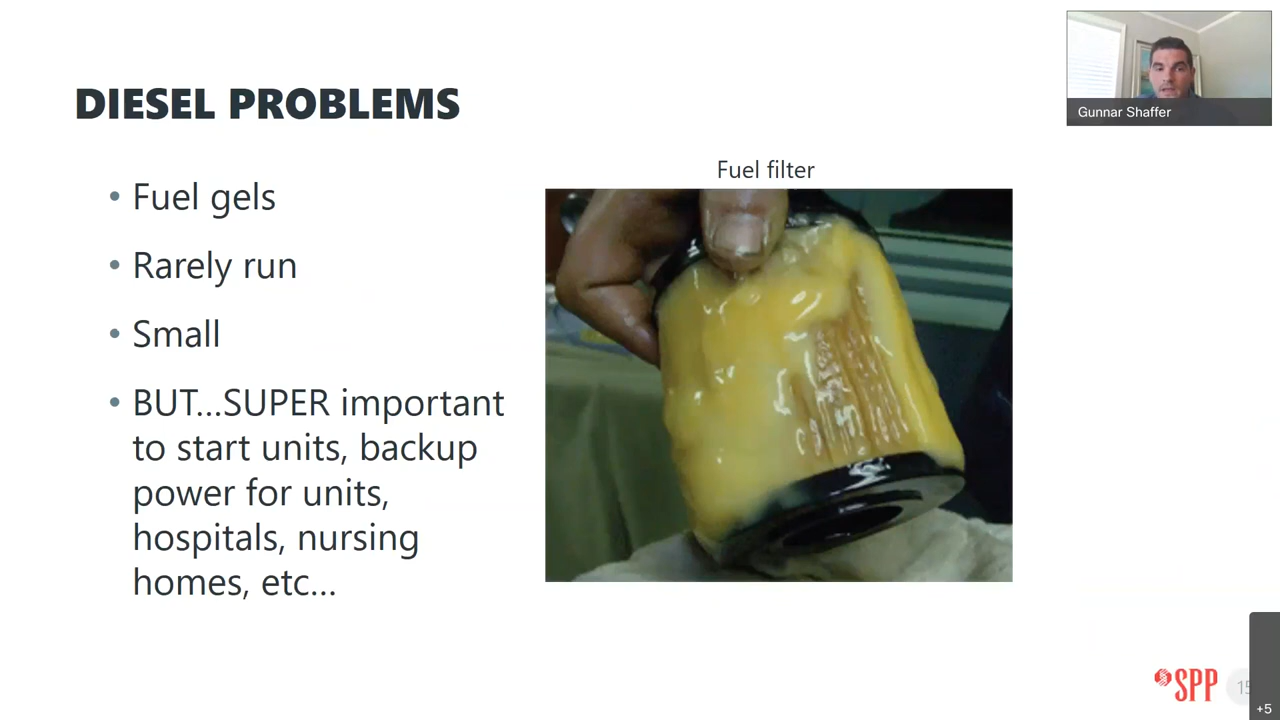 DIESEL PROBLEMS
• Fuel gels
• Rarely run
• Small
• BUT...SUPER important
to start units, backup
power for units,
hospitals, nursing
homes, etc...
Fuel filter
Gunnar Shaffer
SPP
15
+5